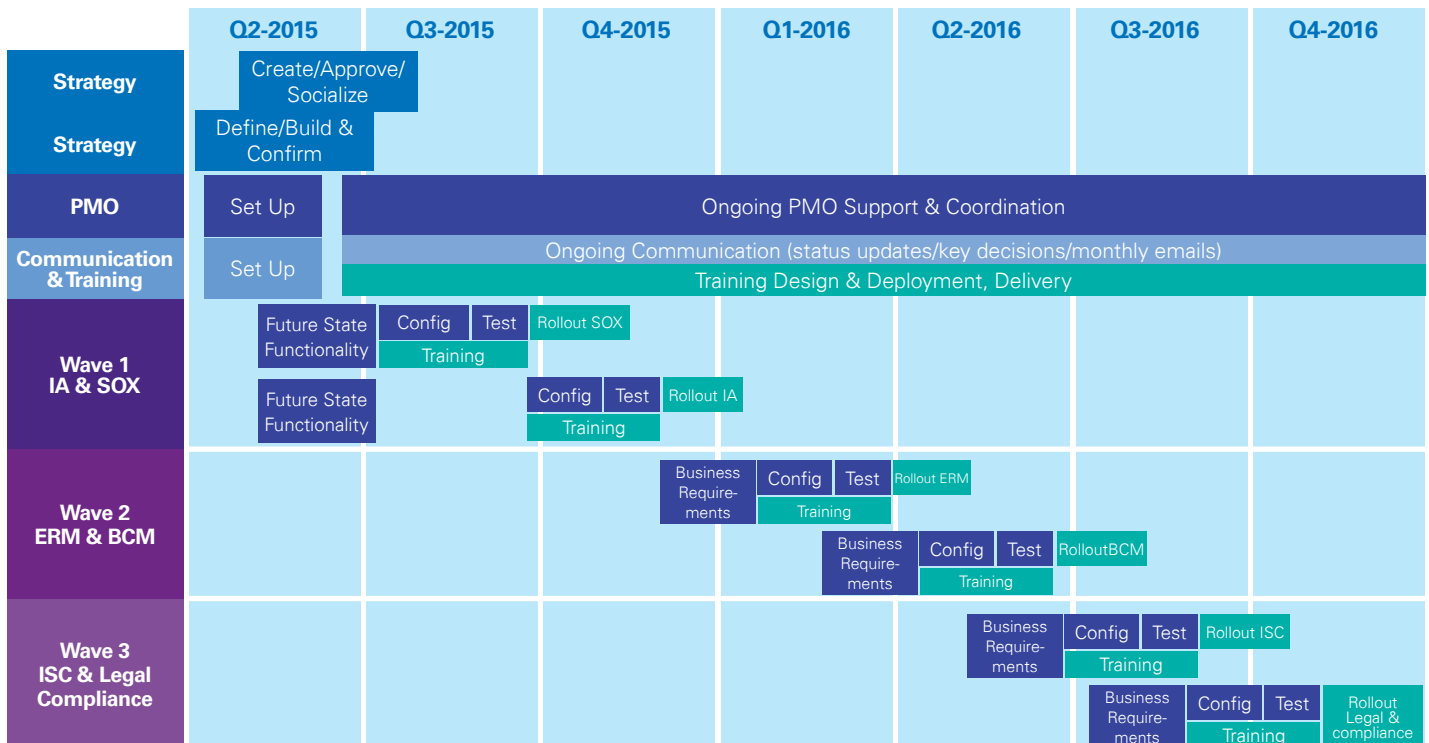 Q2-2015 Q3-2015 Q4-2015 Q1-2016 Q2-2016 Q3-2016 Q4-2016
Strategy
Create/Approve/
Socialize
Strategy
Define/Build &
Confirm
PMO
Set Up
Ongoing PMO Support & Coordination
Communication
& Training
Set Up
Ongoing Communication (status updates/key decisions/monthly emails)
Training Design & Deployment, Delivery
Wave 1
IA & SOX
Future State
Functionality
Config
Test
Rollout SOX
Training
Future State
Functionality
Config
Test
Rollout IA
Training
Wave 2
ERM & BCM
Business
Require-
ments
Config
Test
Rollout ERM
Training
Business
Require-
ments
Config
Test
RolloutBCM
Training
Wave 3
ISC & Legal
Compliance
Business
Require-
ments
Config
Test
Rollout ISC
Training
Business
Require-
ments
Config
Test
Rollout
Legal &
compliance
Training